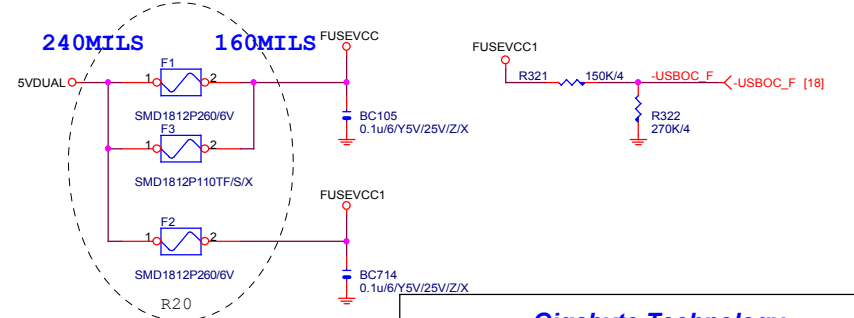 240MILS 160MILS
FUSEVCC
FUSEVCC1
5VDUAL
F1
1 2
SMD1812P260/6V
F3
1 2
SMD1812P110TF/S/X
F2
1 2
SMD1812P260/6V
R20
BC105
0.1u/6/Y5V/25V/Z/X
FUSEVCC1
BC714
0.1u/6/Y5V/25V/Z/X
R321 150K/4 -USBOC_F -USBOC_F [18]
R322
270K/4
Gigabyte Technology